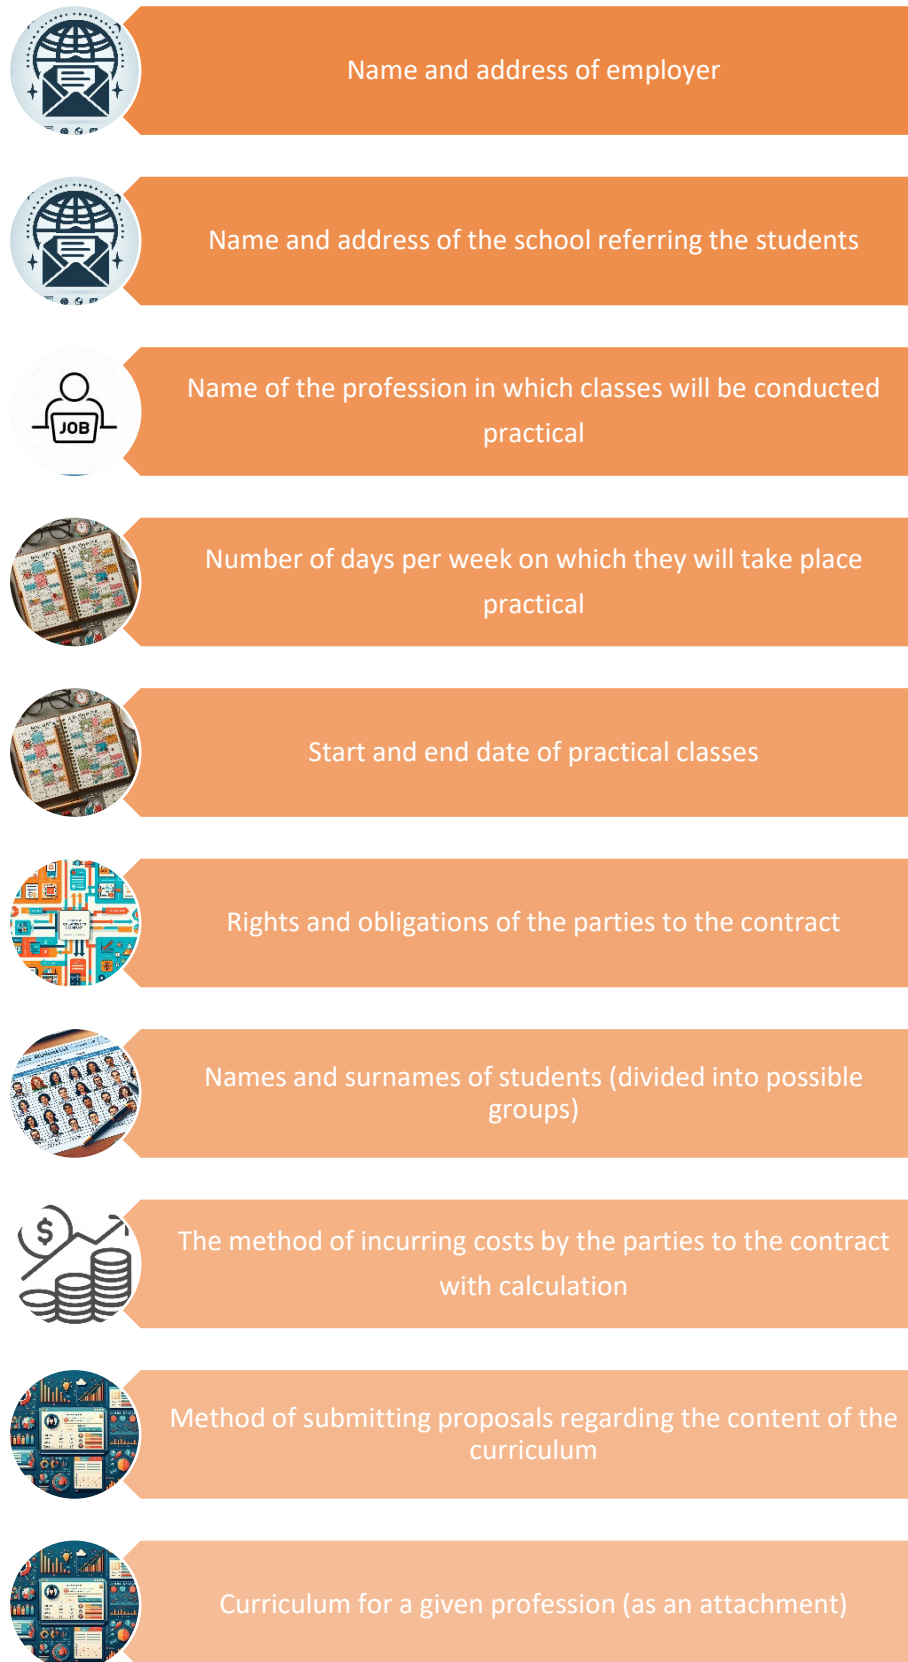 Name and address of employer
Name and address of the school referring the students
JOB
Name of the profession in which classes will be conducted
practical
Number of days per week on which they will take place
practical
Start and end date of practical classes
Rights and obligations of the parties to the contract
Names and surnames of students (divided into possible
groups)
$
The method of incurring costs by the parties to the contract
with calculation
Method of submitting proposals regarding the content of the
curriculum
Curriculum for a given profession (as an attachment)